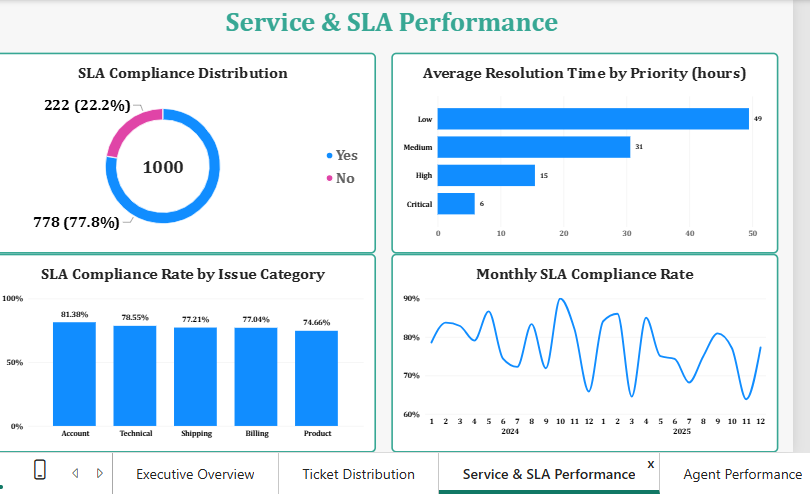 Service & SLA Performance
SLA Compliance Distribution
222 (22.2%)
1000
Yes
No
778 (77.8%)
Average Resolution Time by Priority (hours)
Low 49
Medium 31
High 15
Critical 6
0 10 20 30 40 50
SLA Compliance Rate by Issue Category
100%
50%
0%
81.38% 78.55% 77.21% 77.04% 74.66%
Account Technical Shipping Billing Product
Monthly SLA Compliance Rate
90%
80%
70%
60%
1 2 3 4 5 6 7 8 9 10 11 12 1 2 3 4 5 6 7 8 9 10 11 12
2024 2025
Executive Overview Ticket Distribution Service & SLA Performance x Agent Performance